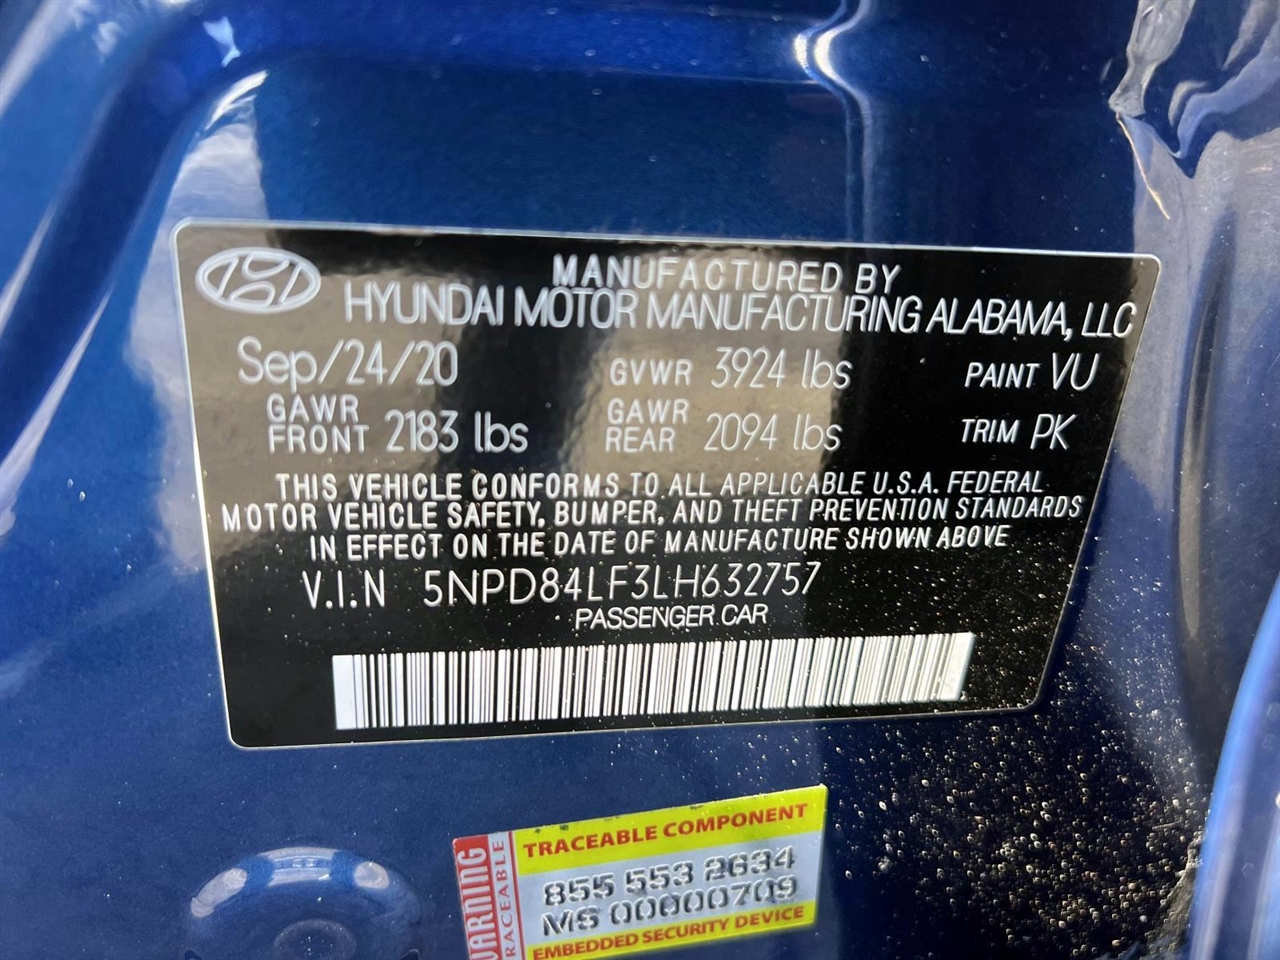 MANUFACTURED BY
HYUNDAI MOTOR MANUFACTURING ALABAMA, LLC
Sep/24/20 GVWR 3924 lbs PAINT VU
GAWR FRONT 2183 lbs GAWR REAR 2094 lbs TRIM PK
THIS VEHICLE CONFORMS TO ALL APPLICABLE U.S.A. FEDERAL
MOTOR VEHICLE SAFETY, BUMPER, AND THEFT PREVENTION STANDARDS
IN EFFECT ON THE DATE OF MANUFACTURE SHOWN ABOVE
V.I.N 5NPD84LF3LH632757
PASSENGER CAR
WARNING
TRACEABLE
TRACEABLE COMPONENT
855 553 2634
MS 00000709
EMBEDDED SECURITY DEVICE